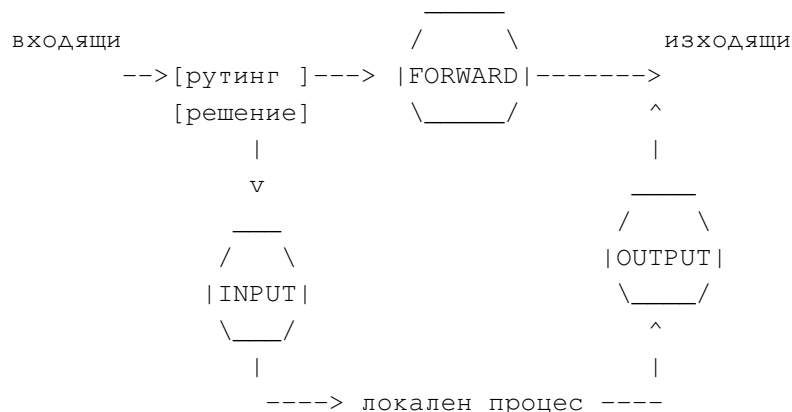 входящи изходящи
-->[рутинг ]---> |FORWARD|------->
[решение]
|INPUT|
|OUTPUT|
----> локален процес ----